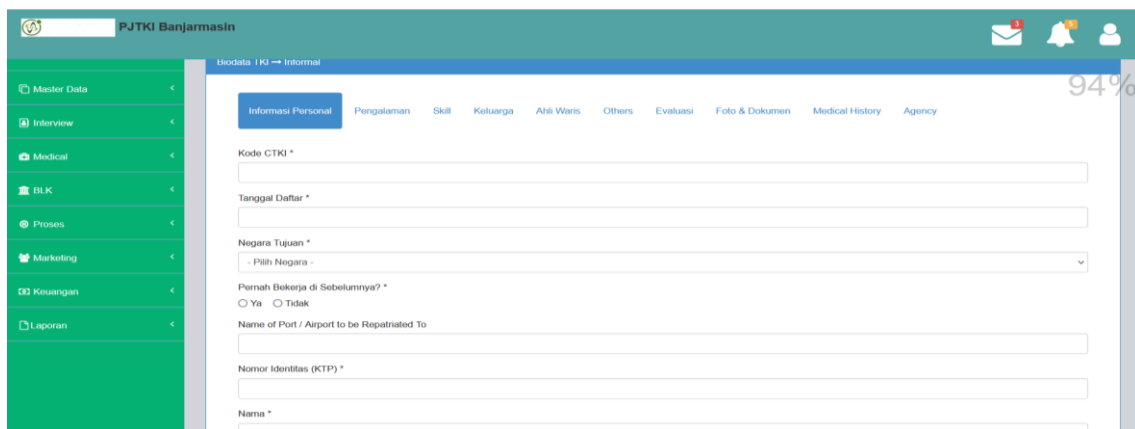 PJTKI Banjarmasin
3
5
Biodata TKI → Informal
94%
Master Data
Interview
Medical
BLK
Proses
Marketing
Keuangan
Laporan
Informasi Personal Pengalaman Skill Keluarga Ahli Waris Others Evaluasi Foto & Dokumen Medical History Agency
Kode CTKI *
Tanggal Daftar *
Negara Tujuan *
- Pilih Negara -
Pernah Bekerja di Sebelumnya? *
Ya Tidak
Name of Port / Airport to be Repatriated To
Nomor Identitas (KTP) *
Nama *